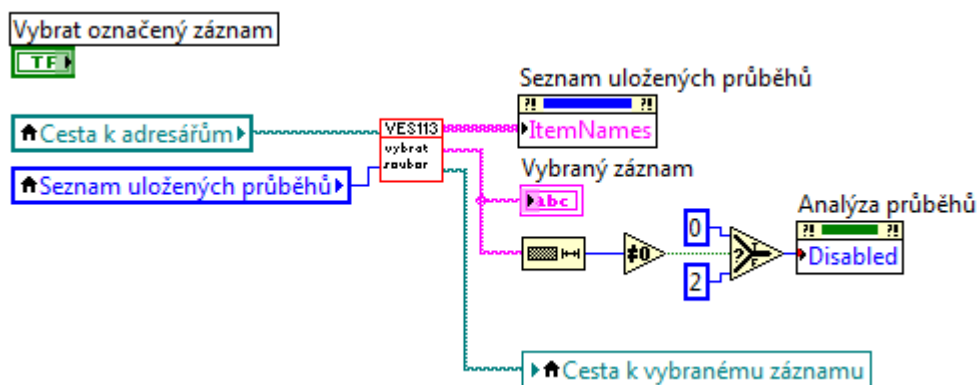 Vybrat označený záznam
TF
Seznam uložených průběhů
?! ?!
ItemNames
Cesta k adresářům
VES113
vybrat
soubor
Seznam uložených průběhů
Vybraný záznam
abc
Analýza průběhů
?! ?!
Disabled
0
≠0
?
T
F
2
Cesta k vybranému záznamu